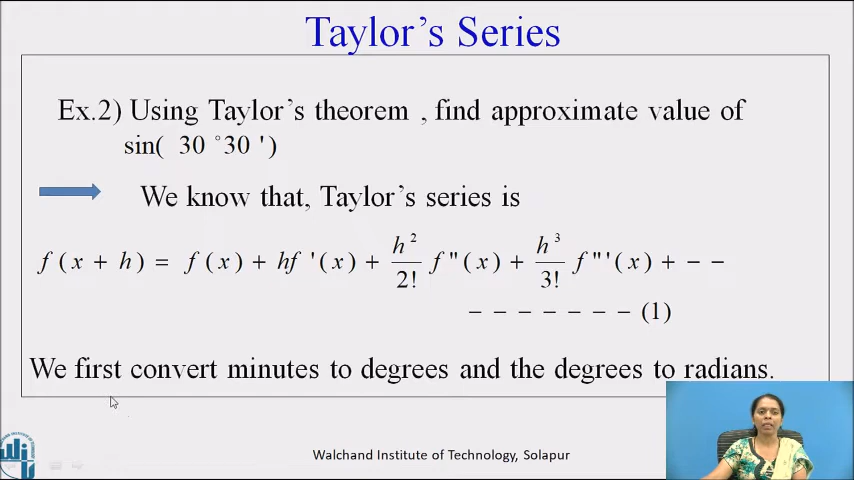 Taylor's Series
Ex.2) Using Taylor's theorem , find approximate value of
sin( 30 °30 ')
We know that, Taylor's series is
f (x + h) = f (x) + hf '(x) + h²/2! f "(x) + h³/3! f "'(x) + − −
− − − − − − − (1)
We first convert minutes to degrees and the degrees to radians.
Walchand Institute of Technology, Solapur